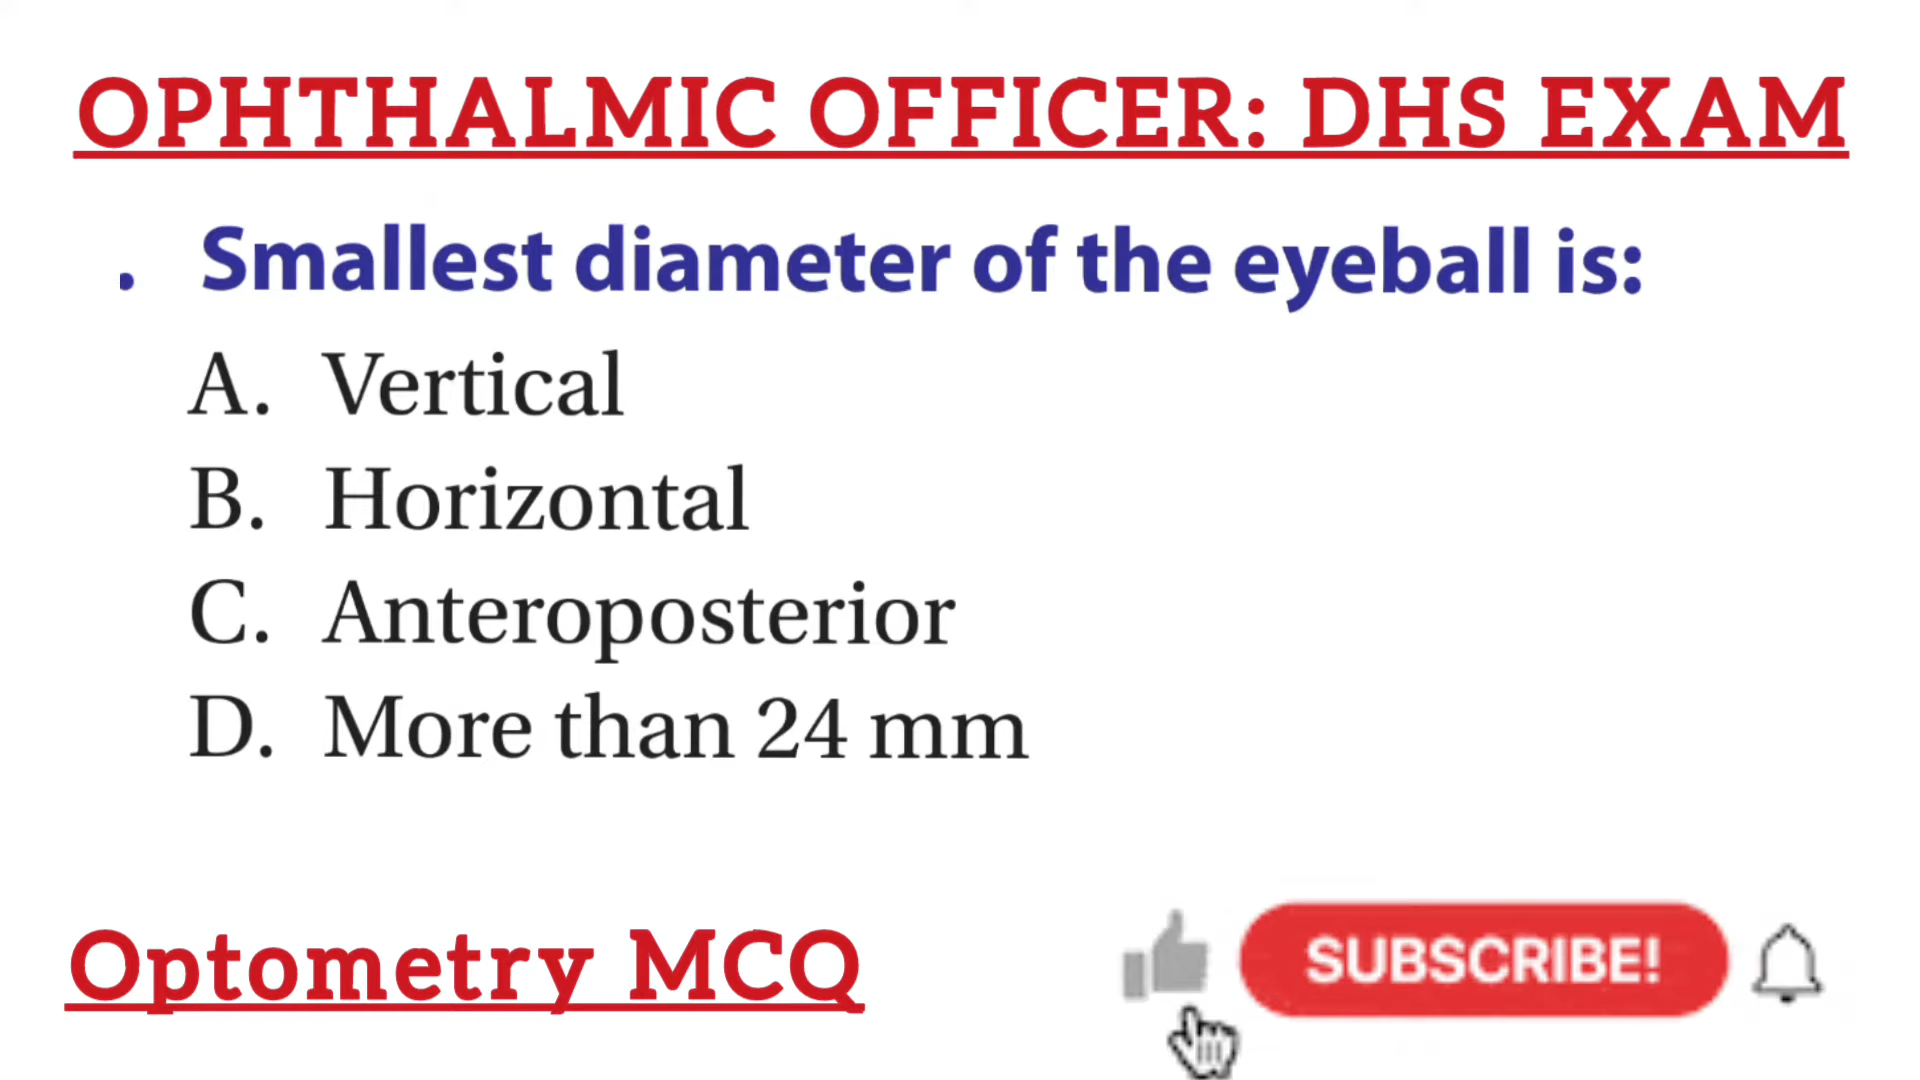 OPHTHALMIC OFFICER: DHS EXAM
. Smallest diameter of the eyeball is:
A. Vertical
B. Horizontal
C. Anteroposterior
D. More than 24 mm
Optometry MCQ
SUBSCRIBE!